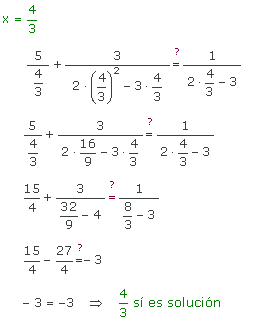 x = 4/3
5/(4/3) + 3/(2 · (4/3)² − 3 · 4/3) =? 1/(2 · 4/3 − 3)
5/(4/3) + 3/(2 · 16/9 − 3 · 4/3) =? 1/(2 · 4/3 − 3)
15/4 + 3/(32/9 − 4) =? 1/(8/3 − 3)
15/4 − 27/4 =? − 3
− 3 = −3 ⇒ 4/3 sí es solución